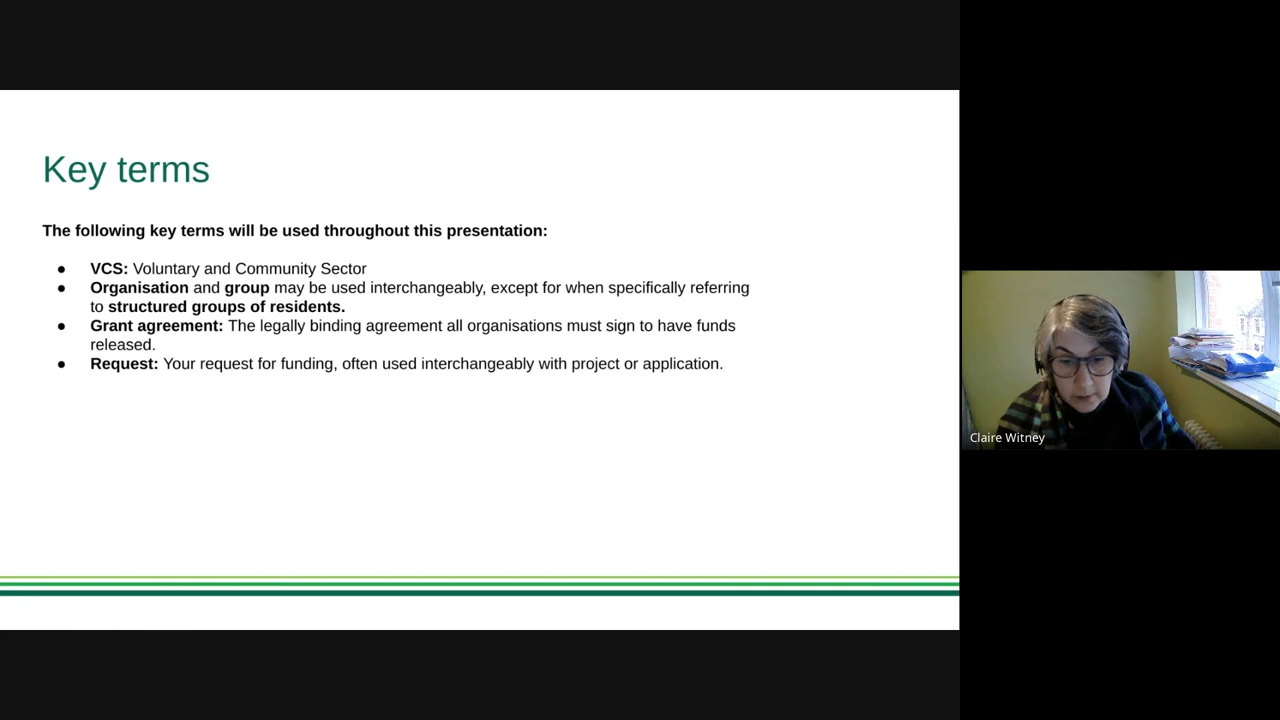 Key terms
The following key terms will be used throughout this presentation:
● VCS: Voluntary and Community Sector
● Organisation and group may be used interchangeably, except for when specifically referring
to structured groups of residents.
● Grant agreement: The legally binding agreement all organisations must sign to have funds
released.
● Request: Your request for funding, often used interchangeably with project or application.
Claire Witney